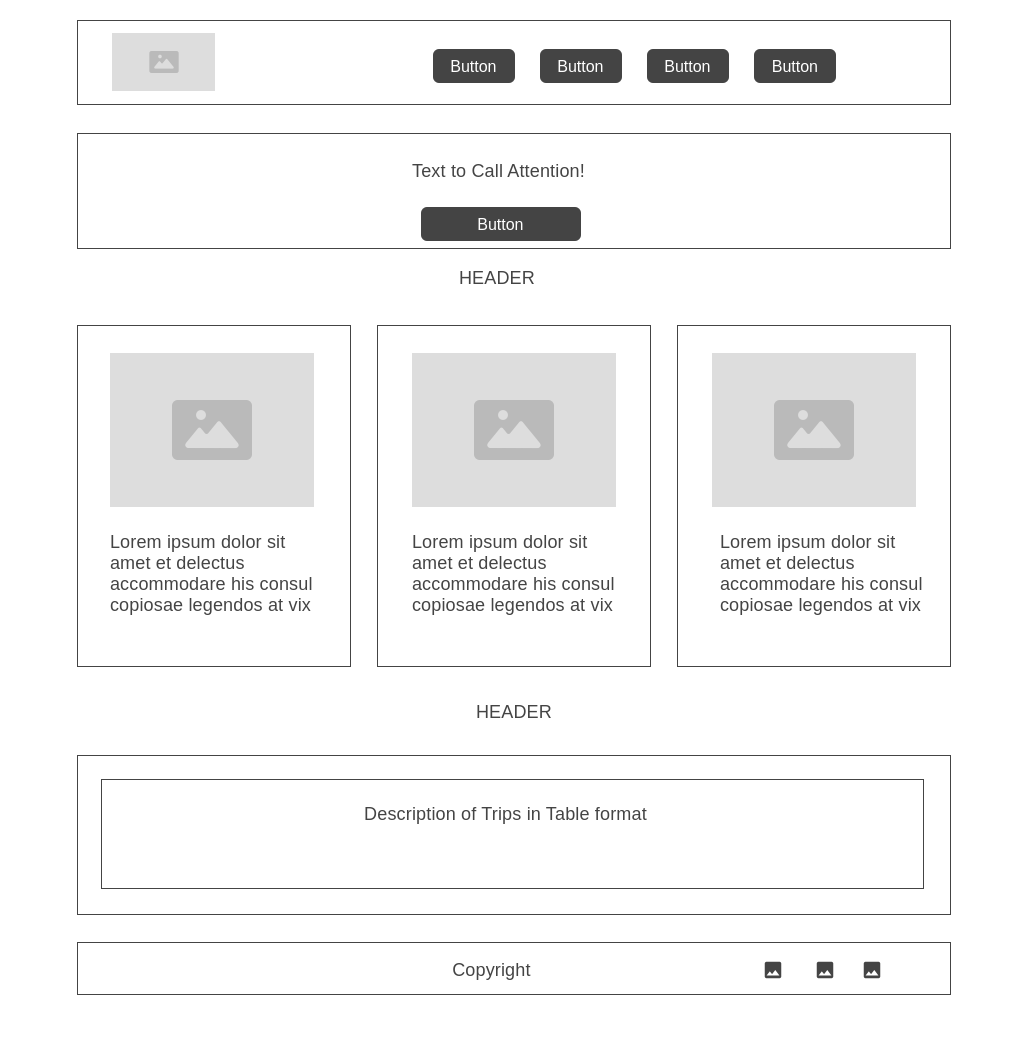 Button Button Button Button
Text to Call Attention!
Button
HEADER
Lorem ipsum dolor sit
amet et delectus
accommodare his consul
copiosae legendos at vix
Lorem ipsum dolor sit
amet et delectus
accommodare his consul
copiosae legendos at vix
Lorem ipsum dolor sit
amet et delectus
accommodare his consul
copiosae legendos at vix
HEADER
Description of Trips in Table format
Copyright